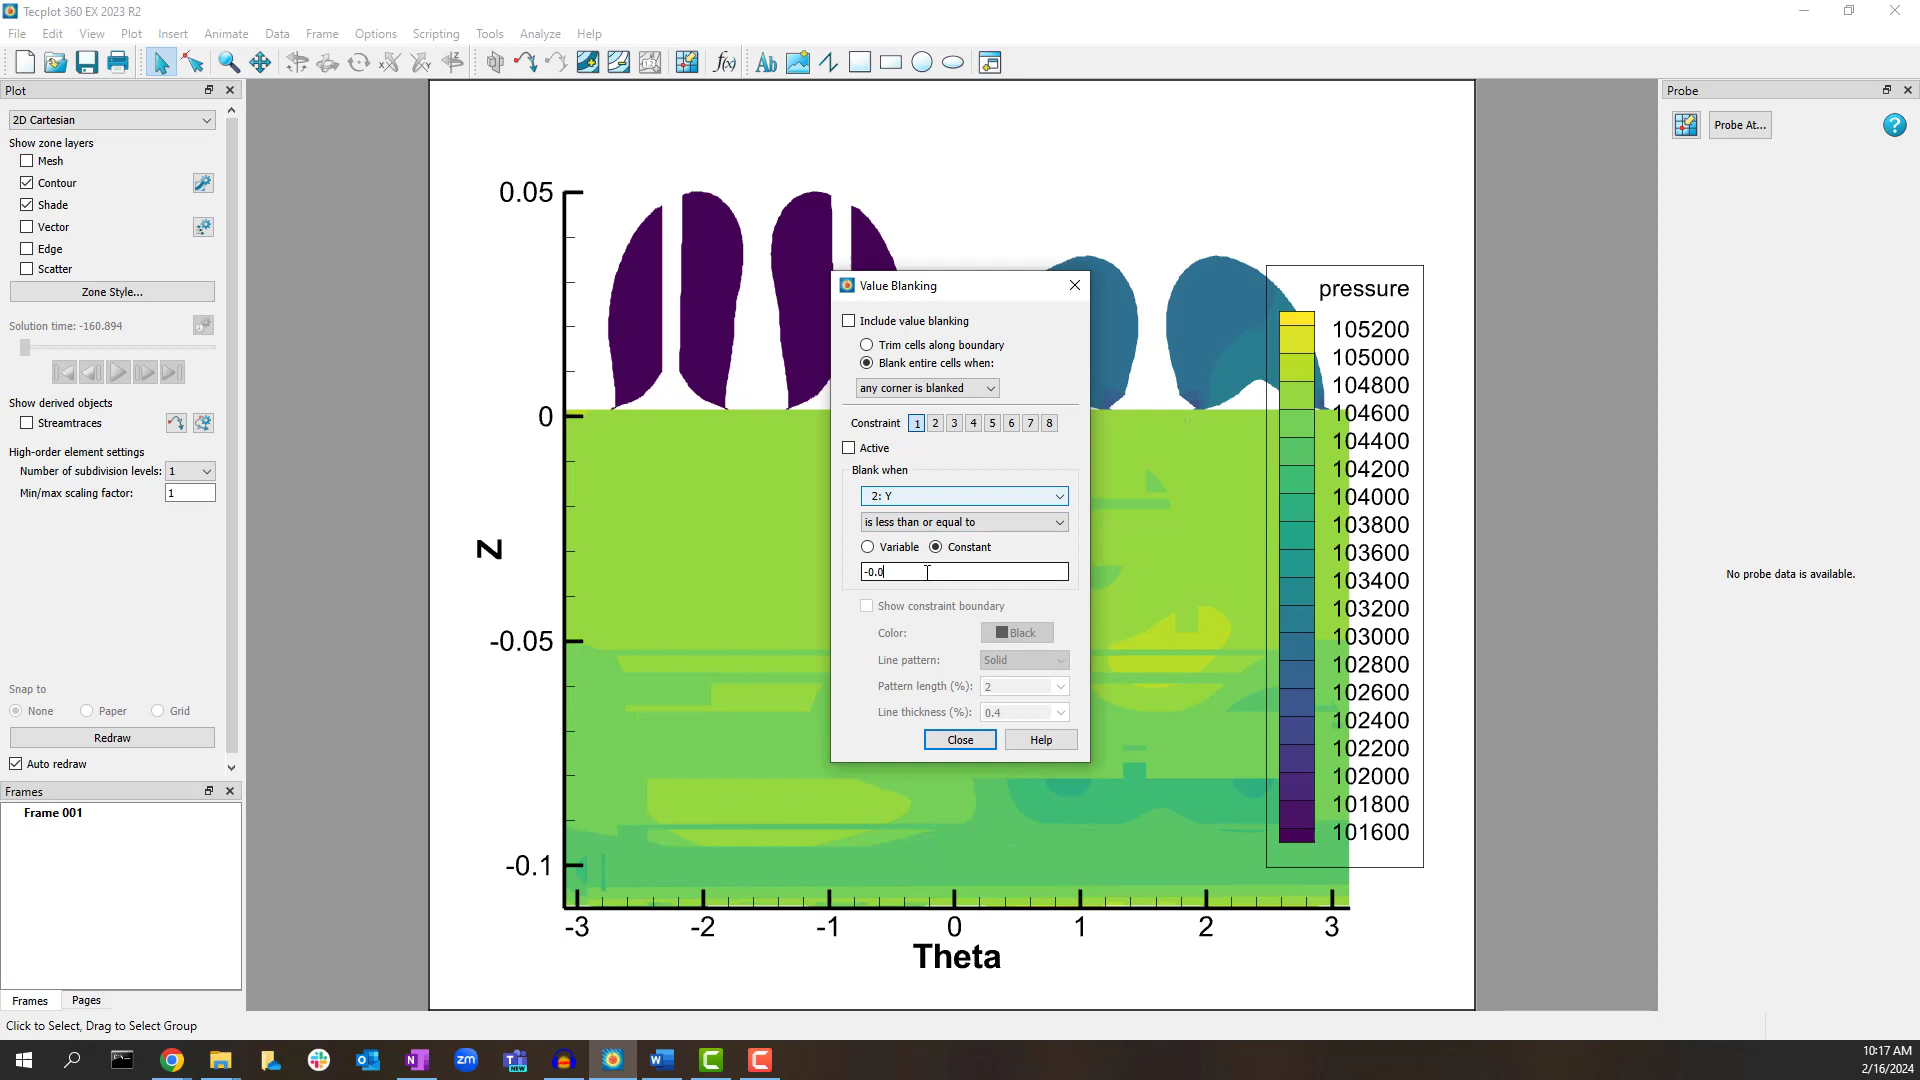 Tecplot 360 EX 2023 R2
File Edit View Plot Insert Animate Data Frame Options Scripting Tools Analyze Help
Plot
2D Cartesian
Show zone layers
Mesh
Contour
Shade
Vector
Edge
Scatter
Zone Style...
Solution time: -160.894
Show derived objects
Streamtraces
High-order element settings
Number of subdivision levels: 1
Min/max scaling factor: 1
Snap to
None Paper Grid
Redraw
Auto redraw
Frames
Frame 001
Frames Pages
Click to Select, Drag to Select Group
0.05
0
-0.05
-0.1
Z
-3 -2 -1 0 1 2 3
Theta
pressure
105200
105000
104800
104600
104400
104200
104000
103800
103600
103400
103200
103000
102800
102600
102400
102200
102000
101800
101600
Value Blanking
Include value blanking
Trim cells along boundary
Blank entire cells when:
any corner is blanked
Constraint 1 2 3 4 5 6 7 8
Active
Blank when
2: Y
is less than or equal to
Variable Constant
-0.0
Show constraint boundary
Color: Black
Line pattern: Solid
Pattern length (%): 2
Line thickness (%): 0.4
Close Help
Probe
Probe At...
No probe data is available.
10:17 AM
2/16/2024